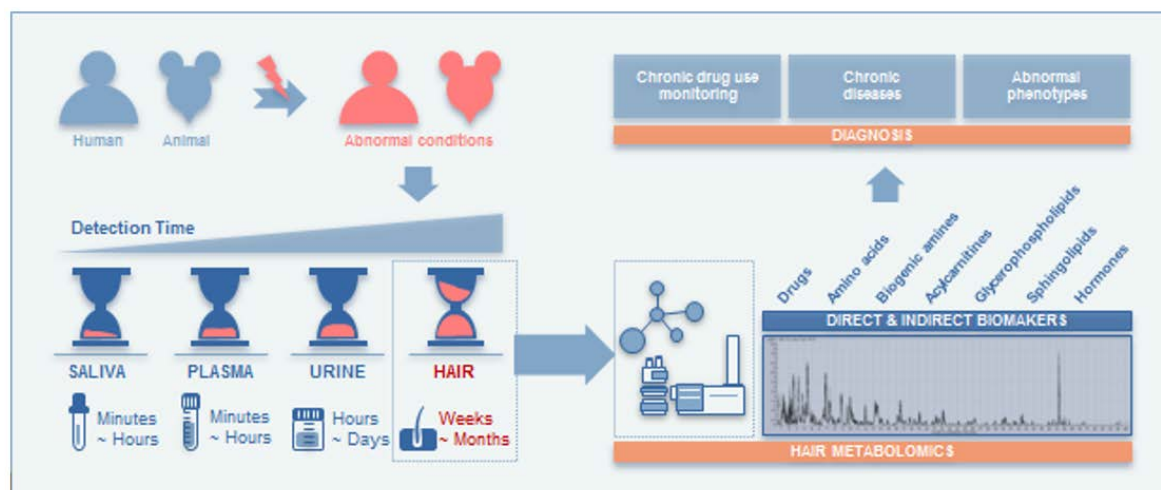 Human
Animal
Abnormal conditions
Detection Time
SALIVA
PLASMA
URINE
HAIR
Minutes
~ Hours
Minutes
~ Hours
Hours
~ Days
Weeks
~ Months
Chronic drug use
monitoring
Chronic
diseases
Abnormal
phenotypes
DIAGNOSIS
Drugs
Amino acids
Biogenic amines
Acylcarnitines
Glycerophospholipids
Sphingolipids
Hormones
DIRECT & INDIRECT BIOMAKERS
HAIR METABOLOMICS